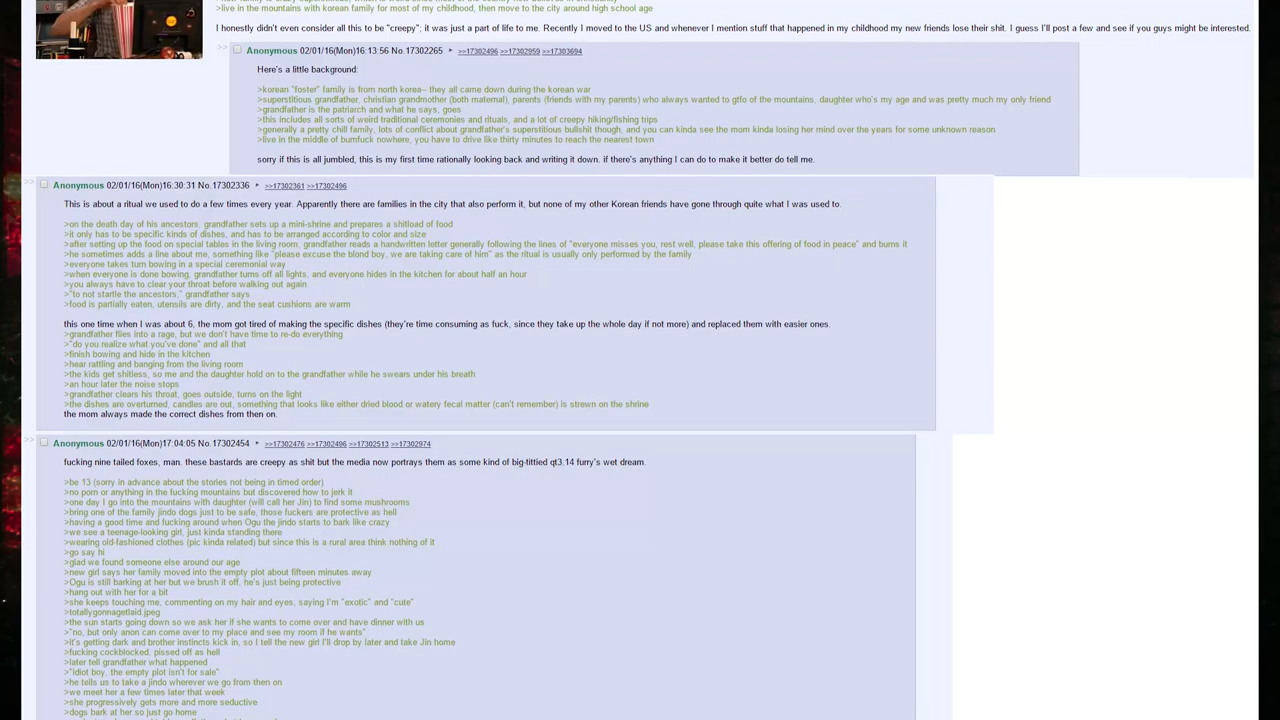 >live in the mountains with korean family for most of my childhood, then move to the city around high school age
I honestly didn't even consider all this to be "creepy"; it was just a part of life to me. Recently I moved to the US and whenever I mention stuff that happened in my childhood my new friends lose their shit. I guess I'll post a few and see if you guys might be interested.
>> Anonymous 02/01/16(Mon)16:13:56 No.17302265 >>17302496 >>17302959 >>17303694
Here's a little background:
>korean "foster" family is from north korea-- they all came down during the korean war
>superstitious grandfather, christian grandmother (both maternal), parents (friends with my parents) who always wanted to gtfo of the mountains, daughter who's my age and was pretty much my only friend
>grandfather is the patriarch and what he says, goes
>this includes all sorts of weird traditional ceremonies and rituals, and a lot of creepy hiking/fishing trips
>generally a pretty chill family, lots of conflict about grandfather's superstitious bullshit though, and you can kinda see the mom kinda losing her mind over the years for some unknown reason
>live in the middle of bumfuck nowhere, you have to drive like thirty minutes to reach the nearest town
sorry if this is all jumbled, this is my first time rationally looking back and writing it down. if there's anything I can do to make it better do tell me.
>> Anonymous 02/01/16(Mon)16:30:31 No.17302336 >>17302361 >>17302496
This is about a ritual we used to do a few times every year. Apparently there are families in the city that also perform it, but none of my other Korean friends have gone through quite what I was used to.
>on the death day of his ancestors, grandfather sets up a mini-shrine and prepares a shitload of food
>it only has to be specific kinds of dishes, and has to be arranged according to color and size
>after setting up the food on special tables in the living room, grandfather reads a handwritten letter generally following the lines of "everyone misses you, rest well, please take this offering of food in peace" and burns it
>he sometimes adds a line about me, something like "please excuse the blond boy, we are taking care of him" as the ritual is usually only performed by the family
>everyone takes turn bowing in a special ceremonial way
>when everyone is done bowing, grandfather turns off all lights, and everyone hides in the kitchen for about half an hour
>you always have to clear your throat before walking out again
>"to not startle the ancestors," grandfather says
>food is partially eaten, utensils are dirty, and the seat cushions are warm
this one time when I was about 6, the mom got tired of making the specific dishes (they're time consuming as fuck, since they take up the whole day if not more) and replaced them with easier ones.
>grandfather flies into a rage, but we don't have time to re-do everything
>"do you realize what you've done" and all that
>finish bowing and hide in the kitchen
>hear rattling and banging from the living room
>the kids get shitless, so me and the daughter hold on to the grandfather while he swears under his breath
>an hour later the noise stops
>grandfather clears his throat, goes outside, turns on the light
>the dishes are overturned, candles are out, something that looks like either dried blood or watery fecal matter (can't remember) is strewn on the shrine
the mom always made the correct dishes from then on.
>> Anonymous 02/01/16(Mon)17:04:05 No.17302454 >>17302476 >>17302496 >>17302513 >>17302974
fucking nine tailed foxes, man. these bastards are creepy as shit but the media now portrays them as some kind of big-tittied qt3.14 furry's wet dream.
>be 13 (sorry in advance about the stories not being in timed order)
>no porn or anything in the fucking mountains but discovered how to jerk it
>one day I go into the mountains with daughter (will call her Jin) to find some mushrooms
>bring one of the family jindo dogs just to be safe, those fuckers are protective as hell
>having a good time and fucking around when Ogu the jindo starts to bark like crazy
>we see a teenage-looking girl, just kinda standing there
>wearing old-fashioned clothes (pic kinda related) but since this is a rural area think nothing of it
>go say hi
>glad we found someone else around our age
>new girl says her family moved into the empty plot about fifteen minutes away
>Ogu is still barking at her but we brush it off, he's just being protective
>hang out with her for a bit
>she keeps touching me, commenting on my hair and eyes, saying I'm "exotic" and "cute"
>totallygonnagetlaid.jpeg
>the sun starts going down so we ask her if she wants to come over and have dinner with us
>"no, but only anon can come over to my place and see my room if he wants"
>it's getting dark and brother instincts kick in, so I tell the new girl I'll drop by later and take Jin home
>fucking cockblocked, pissed off as hell
>later tell grandfather what happened
>"idiot boy, the empty plot isn't for sale"
>he tells us to take a jindo wherever we go from then on
>we meet her a few times later that week
>she progressively gets more and more seductive
>dogs bark at her so just go home